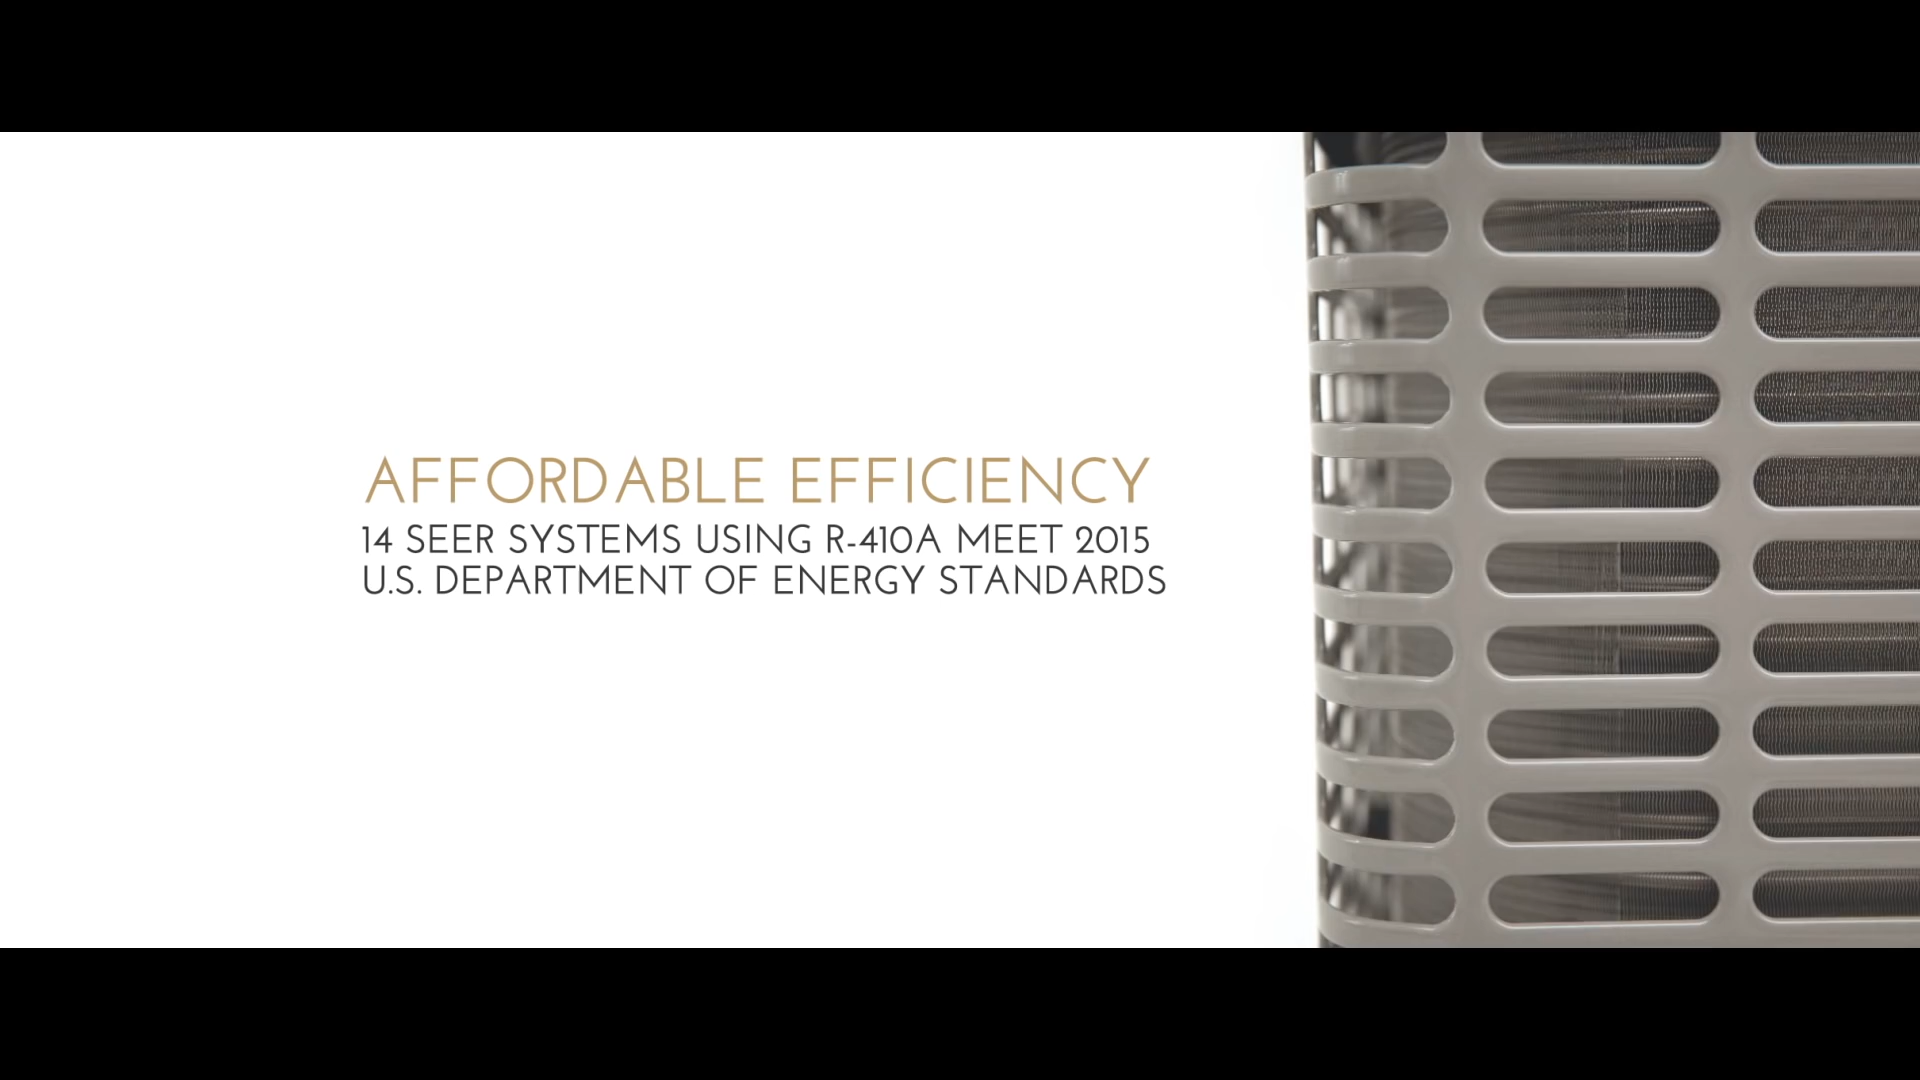 AFFORDABLE EFFICIENCY
14 SEER SYSTEMS USING R-410A MEET 2015
U.S. DEPARTMENT OF ENERGY STANDARDS